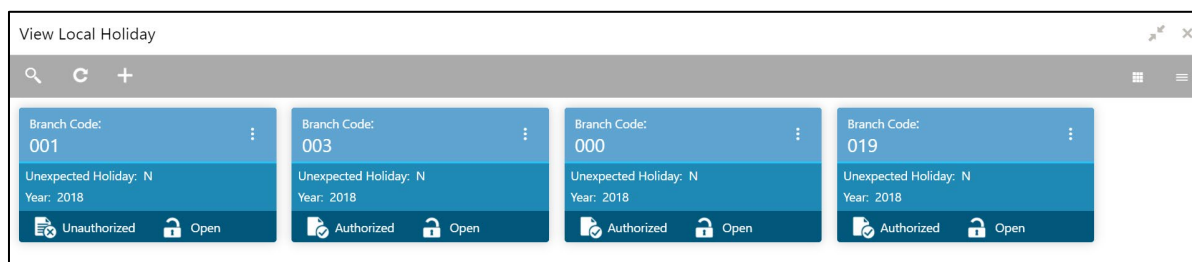 View Local Holiday
Branch Code:
001
Unexpected Holiday: N
Year: 2018
Unauthorized Open
Branch Code:
003
Unexpected Holiday: N
Year: 2018
Authorized Open
Branch Code:
000
Unexpected Holiday: N
Year: 2018
Authorized Open
Branch Code:
019
Unexpected Holiday: N
Year: 2018
Authorized Open